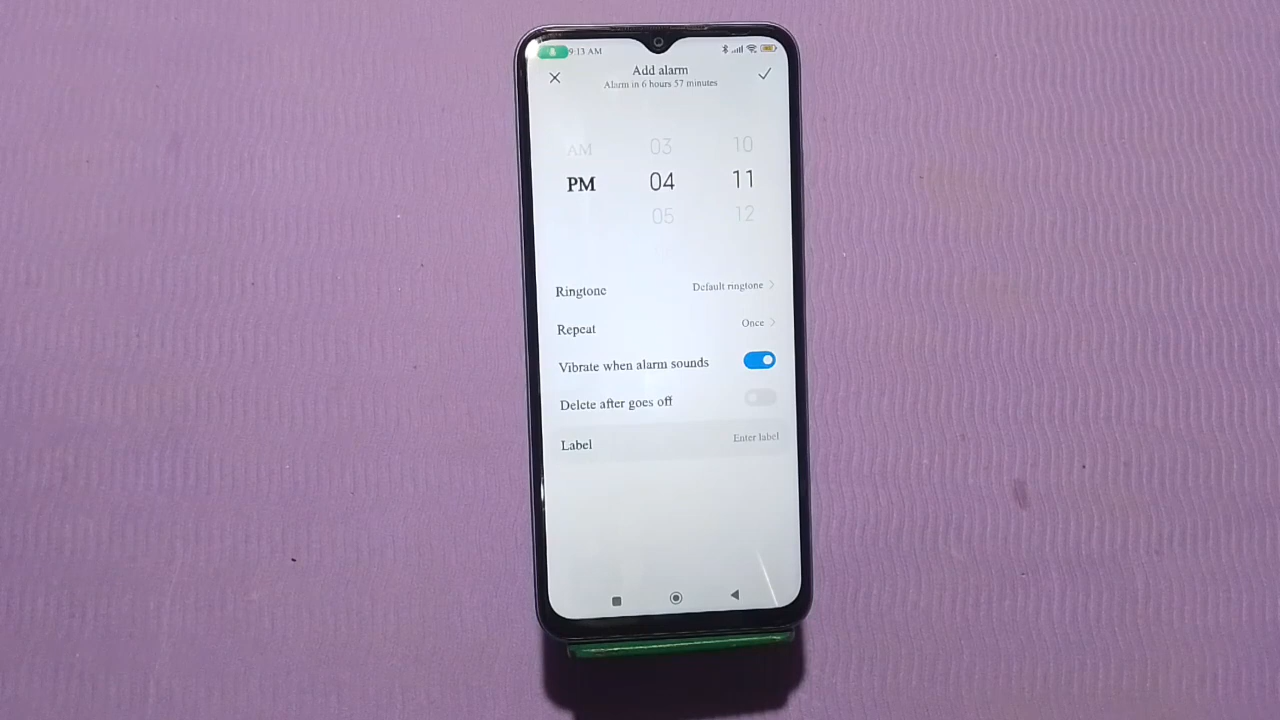 9:13 AM
Add alarm
Alarm in 6 hours 57 minutes
AM 03 10
PM 04 11
05 12
Ringtone Default ringtone
Repeat Once
Vibrate when alarm sounds
Delete after goes off
Label Enter label